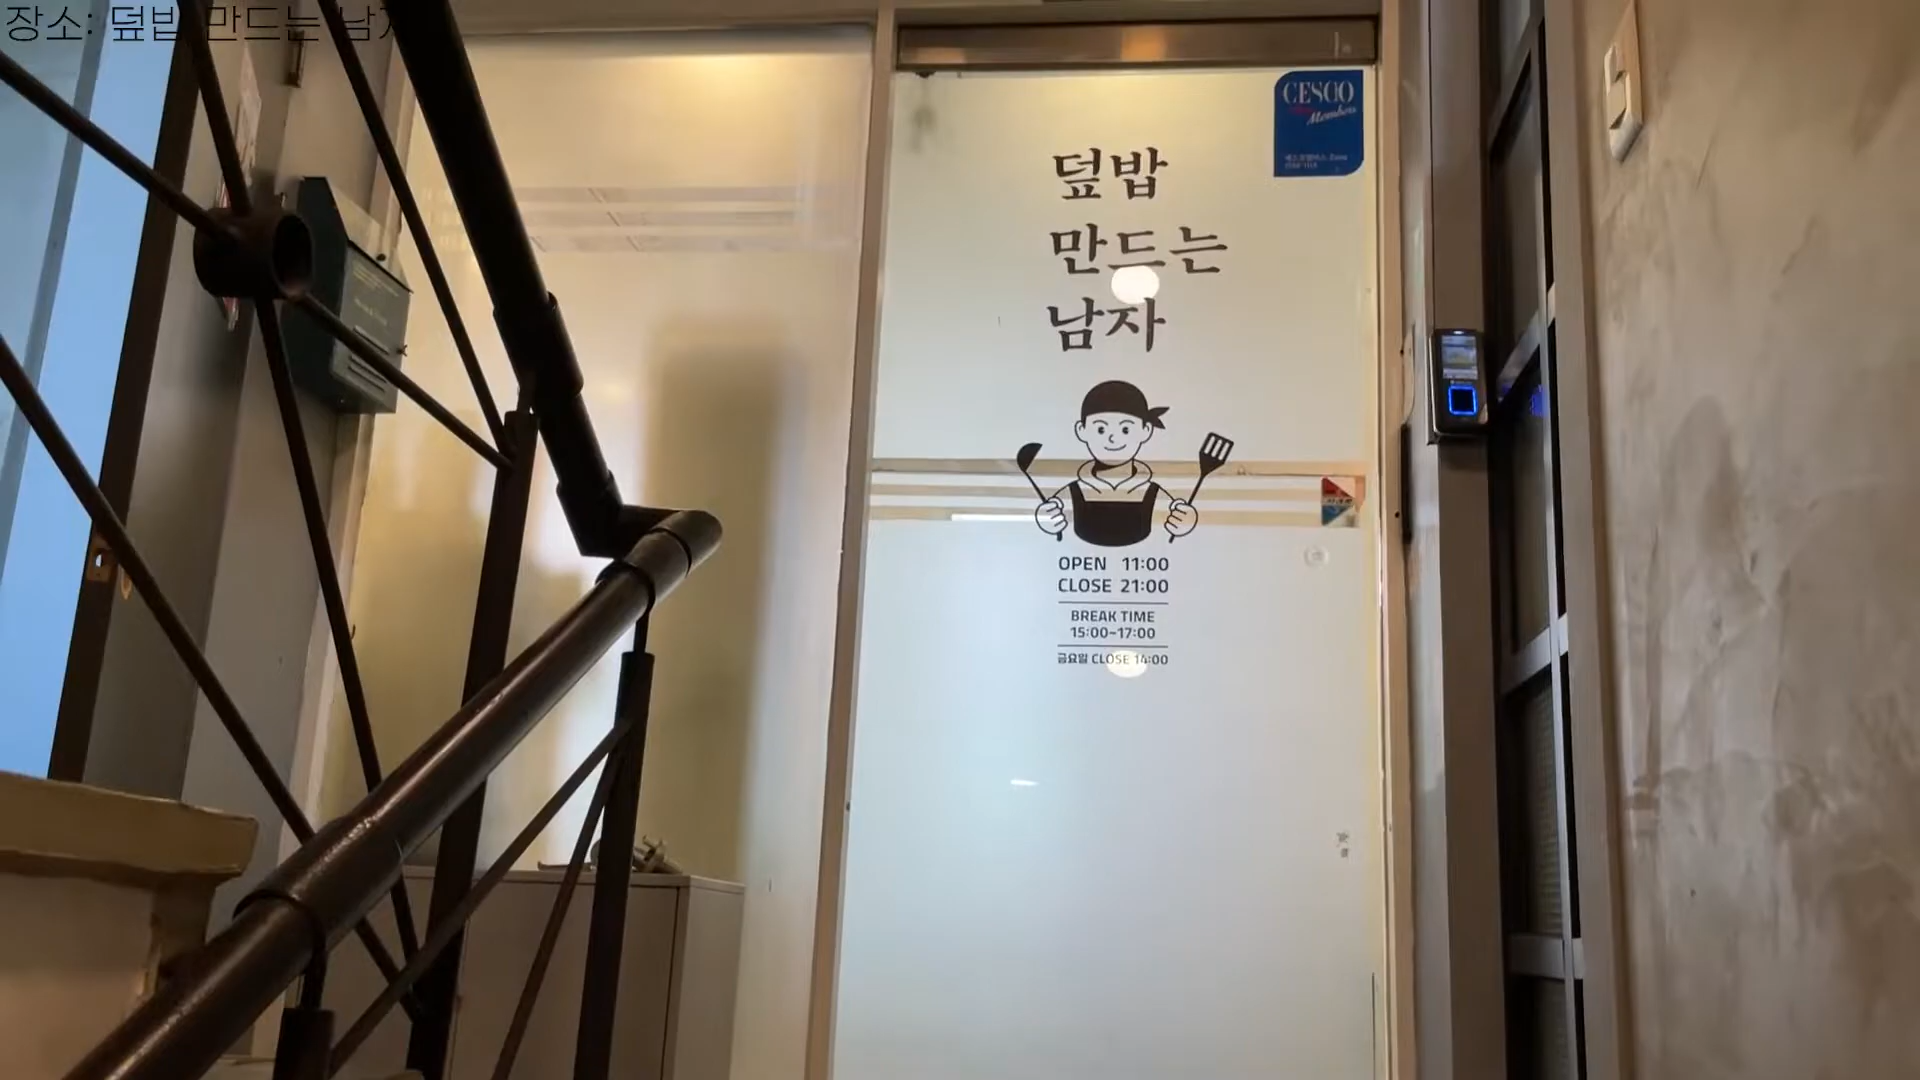 장소: 덮밥 만드는 남자
CESCO
Members
덮밥
만드는
남자
OPEN 11:00
CLOSE 21:00
BREAK TIME
15:00-17:00
금요일 CLOSE 14:00